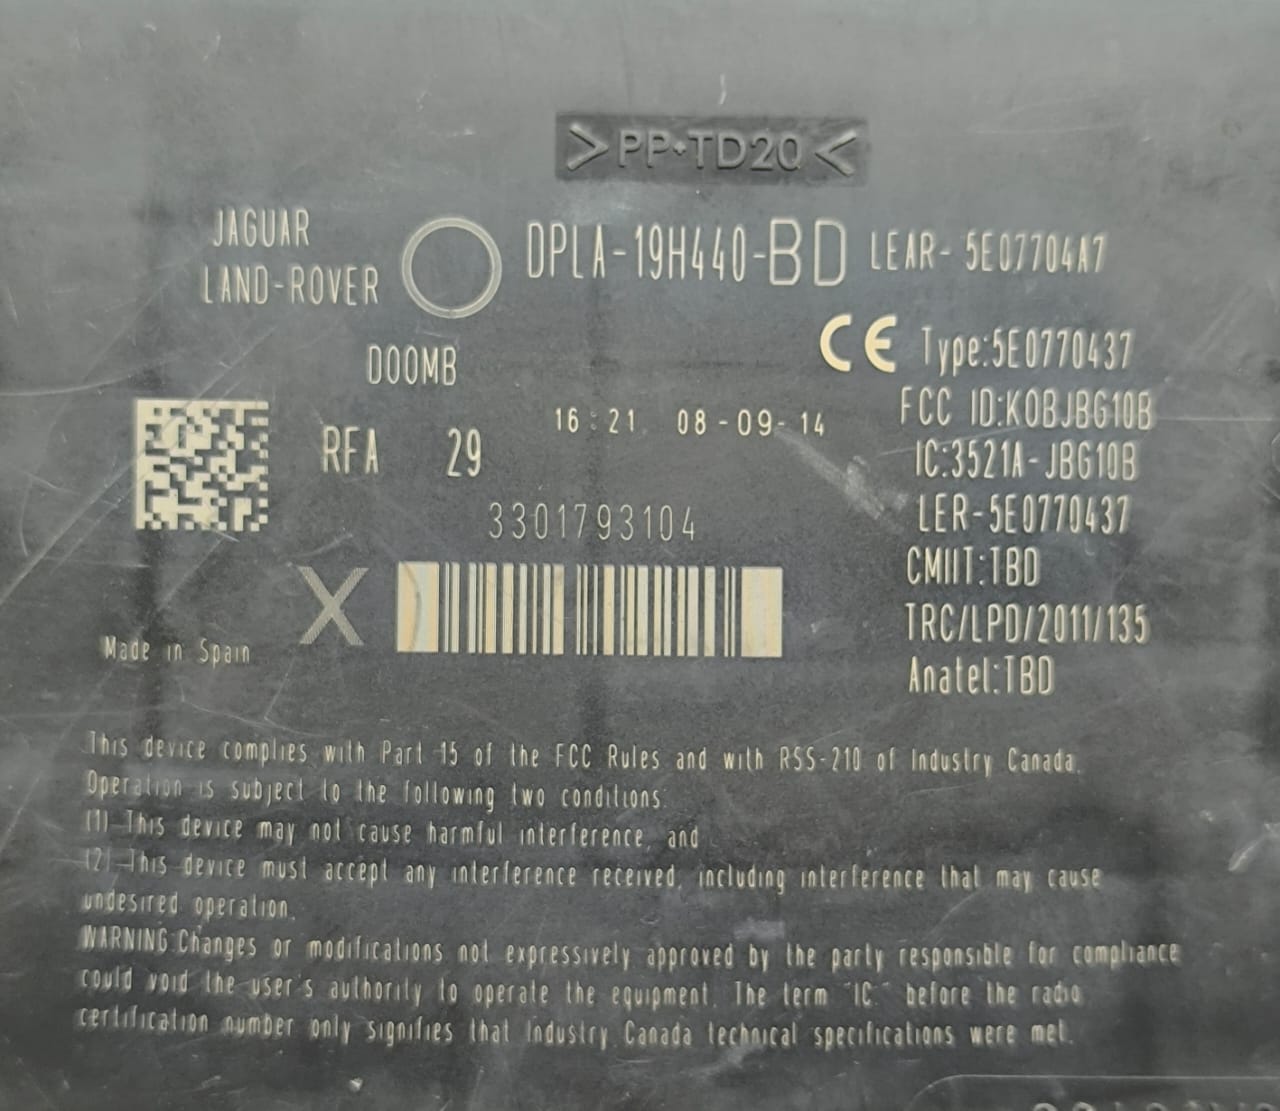 >PP+TD20<
JAGUAR
LAND-ROVER
DPLA-19H440-BD LEAR- 5E07704A7
D00MB
CE Type:5E0770437
FCC ID:KOBJBG10B
16:21 08-09-14
RFA 29
IC:3521A-JBG10B
3301793104
LER-5E0770437
CMIIT:TBD
X
TRC/LPD/2011/135
Made in Spain
Anatel:TBD
This device complies with Part 15 of the FCC Rules and with RSS-210 of Industry Canada.
Operation is subject to the following two conditions:
(1) This device may not cause harmful interference, and
(2) This device must accept any interference received, including interference that may cause
undesired operation.
WARNING:Changes or modifications not expressively approved by the party responsible for compliance
could void the user's authority to operate the equipment. The term "IC" before the radio
certification number only signifies that Industry Canada technical specifications were met.